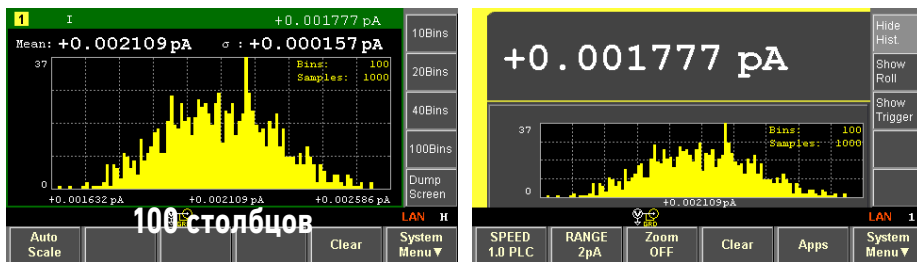 1 I +0.001777 pA
Mean: +0.002109 pA σ : +0.000157 pA
37
Bins: 100
Samples: 1000
0
+0.001632 pA +0.002109 pA +0.002586 pA
10Bins
20Bins
40Bins
100Bins
Dump
Screen
100 столбцов
LAN H
Auto
Scale
Clear
System
Menu▼
+0.001777 pA
37
Bins: 100
Samples: 1000
0
+0.002109pA
Hide
Hist.
Show
Roll
Show
Trigger
GRD
LAN 1
SPEED
1.0 PLC
RANGE
2pA
Zoom
OFF
Clear
Apps
System
Menu▼